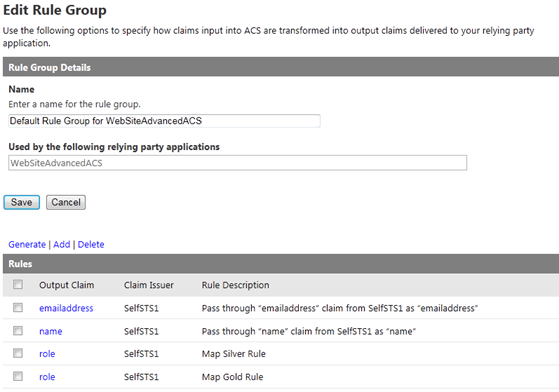 Edit Rule Group
Use the following options to specify how claims input into ACS are transformed into output claims delivered to your relying party
application.
Rule Group Details
Name
Enter a name for the rule group.
Default Rule Group for WebSiteAdvancedACS
Used by the following relying party applications
WebSiteAdvancedACS
Save Cancel
Generate | Add | Delete
Rules
Output Claim Claim Issuer Rule Description
emailaddress SelfSTS1 Pass through "emailaddress" claim from SelfSTS1 as "emailaddress"
name SelfSTS1 Pass through "name" claim from SelfSTS1 as "name"
role SelfSTS1 Map Silver Rule
role SelfSTS1 Map Gold Rule